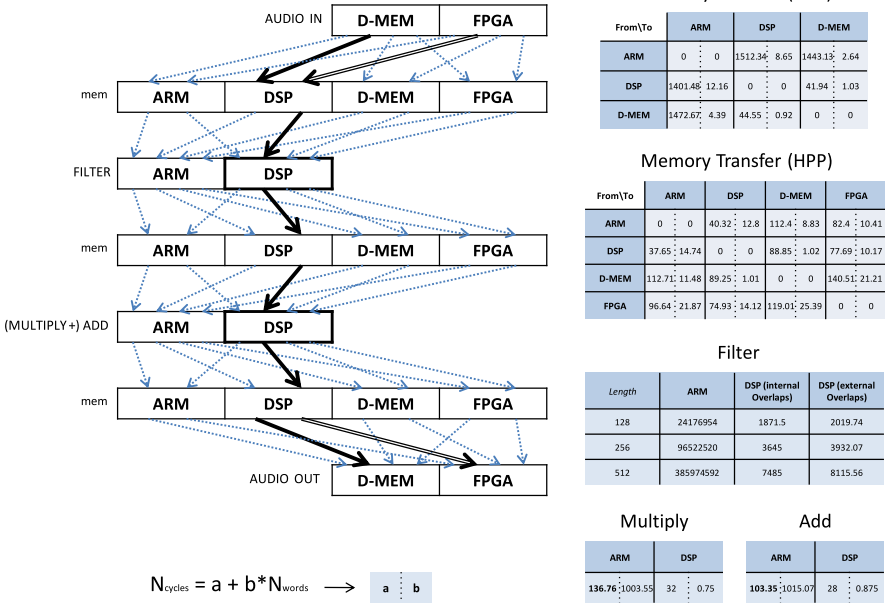 AUDIO IN D-MEM FPGA
mem ARM DSP D-MEM FPGA
FILTER ARM DSP
mem ARM DSP D-MEM FPGA
(MULTIPLY+) ADD ARM DSP
mem ARM DSP D-MEM FPGA
AUDIO OUT D-MEM FPGA
Ncycles = a + b*Nwords a b
From\To ARM DSP D-MEM
ARM 0 0 1512.34 8.65 1443.13 2.64
DSP 1401.48 12.16 0 0 41.94 1.03
D-MEM 1472.67 4.39 44.55 0.92 0 0
Memory Transfer (HPP)
From\To ARM DSP D-MEM FPGA
ARM 0 0 40.32 12.8 112.4 8.83 82.4 10.41
DSP 37.65 14.74 0 0 88.85 1.02 77.69 10.17
D-MEM 112.71 11.48 89.25 1.01 0 0 140.51 21.21
FPGA 96.64 21.87 74.93 14.12 119.01 25.39 0 0
Filter
Length ARM DSP (internal Overlaps) DSP (external Overlaps)
128 24176954 1871.5 2019.74
256 96522520 3645 3932.07
512 385974592 7485 8115.56
Multiply
ARM DSP
136.76 1003.55 32 0.75
Add
ARM DSP
103.35 1015.07 28 0.875